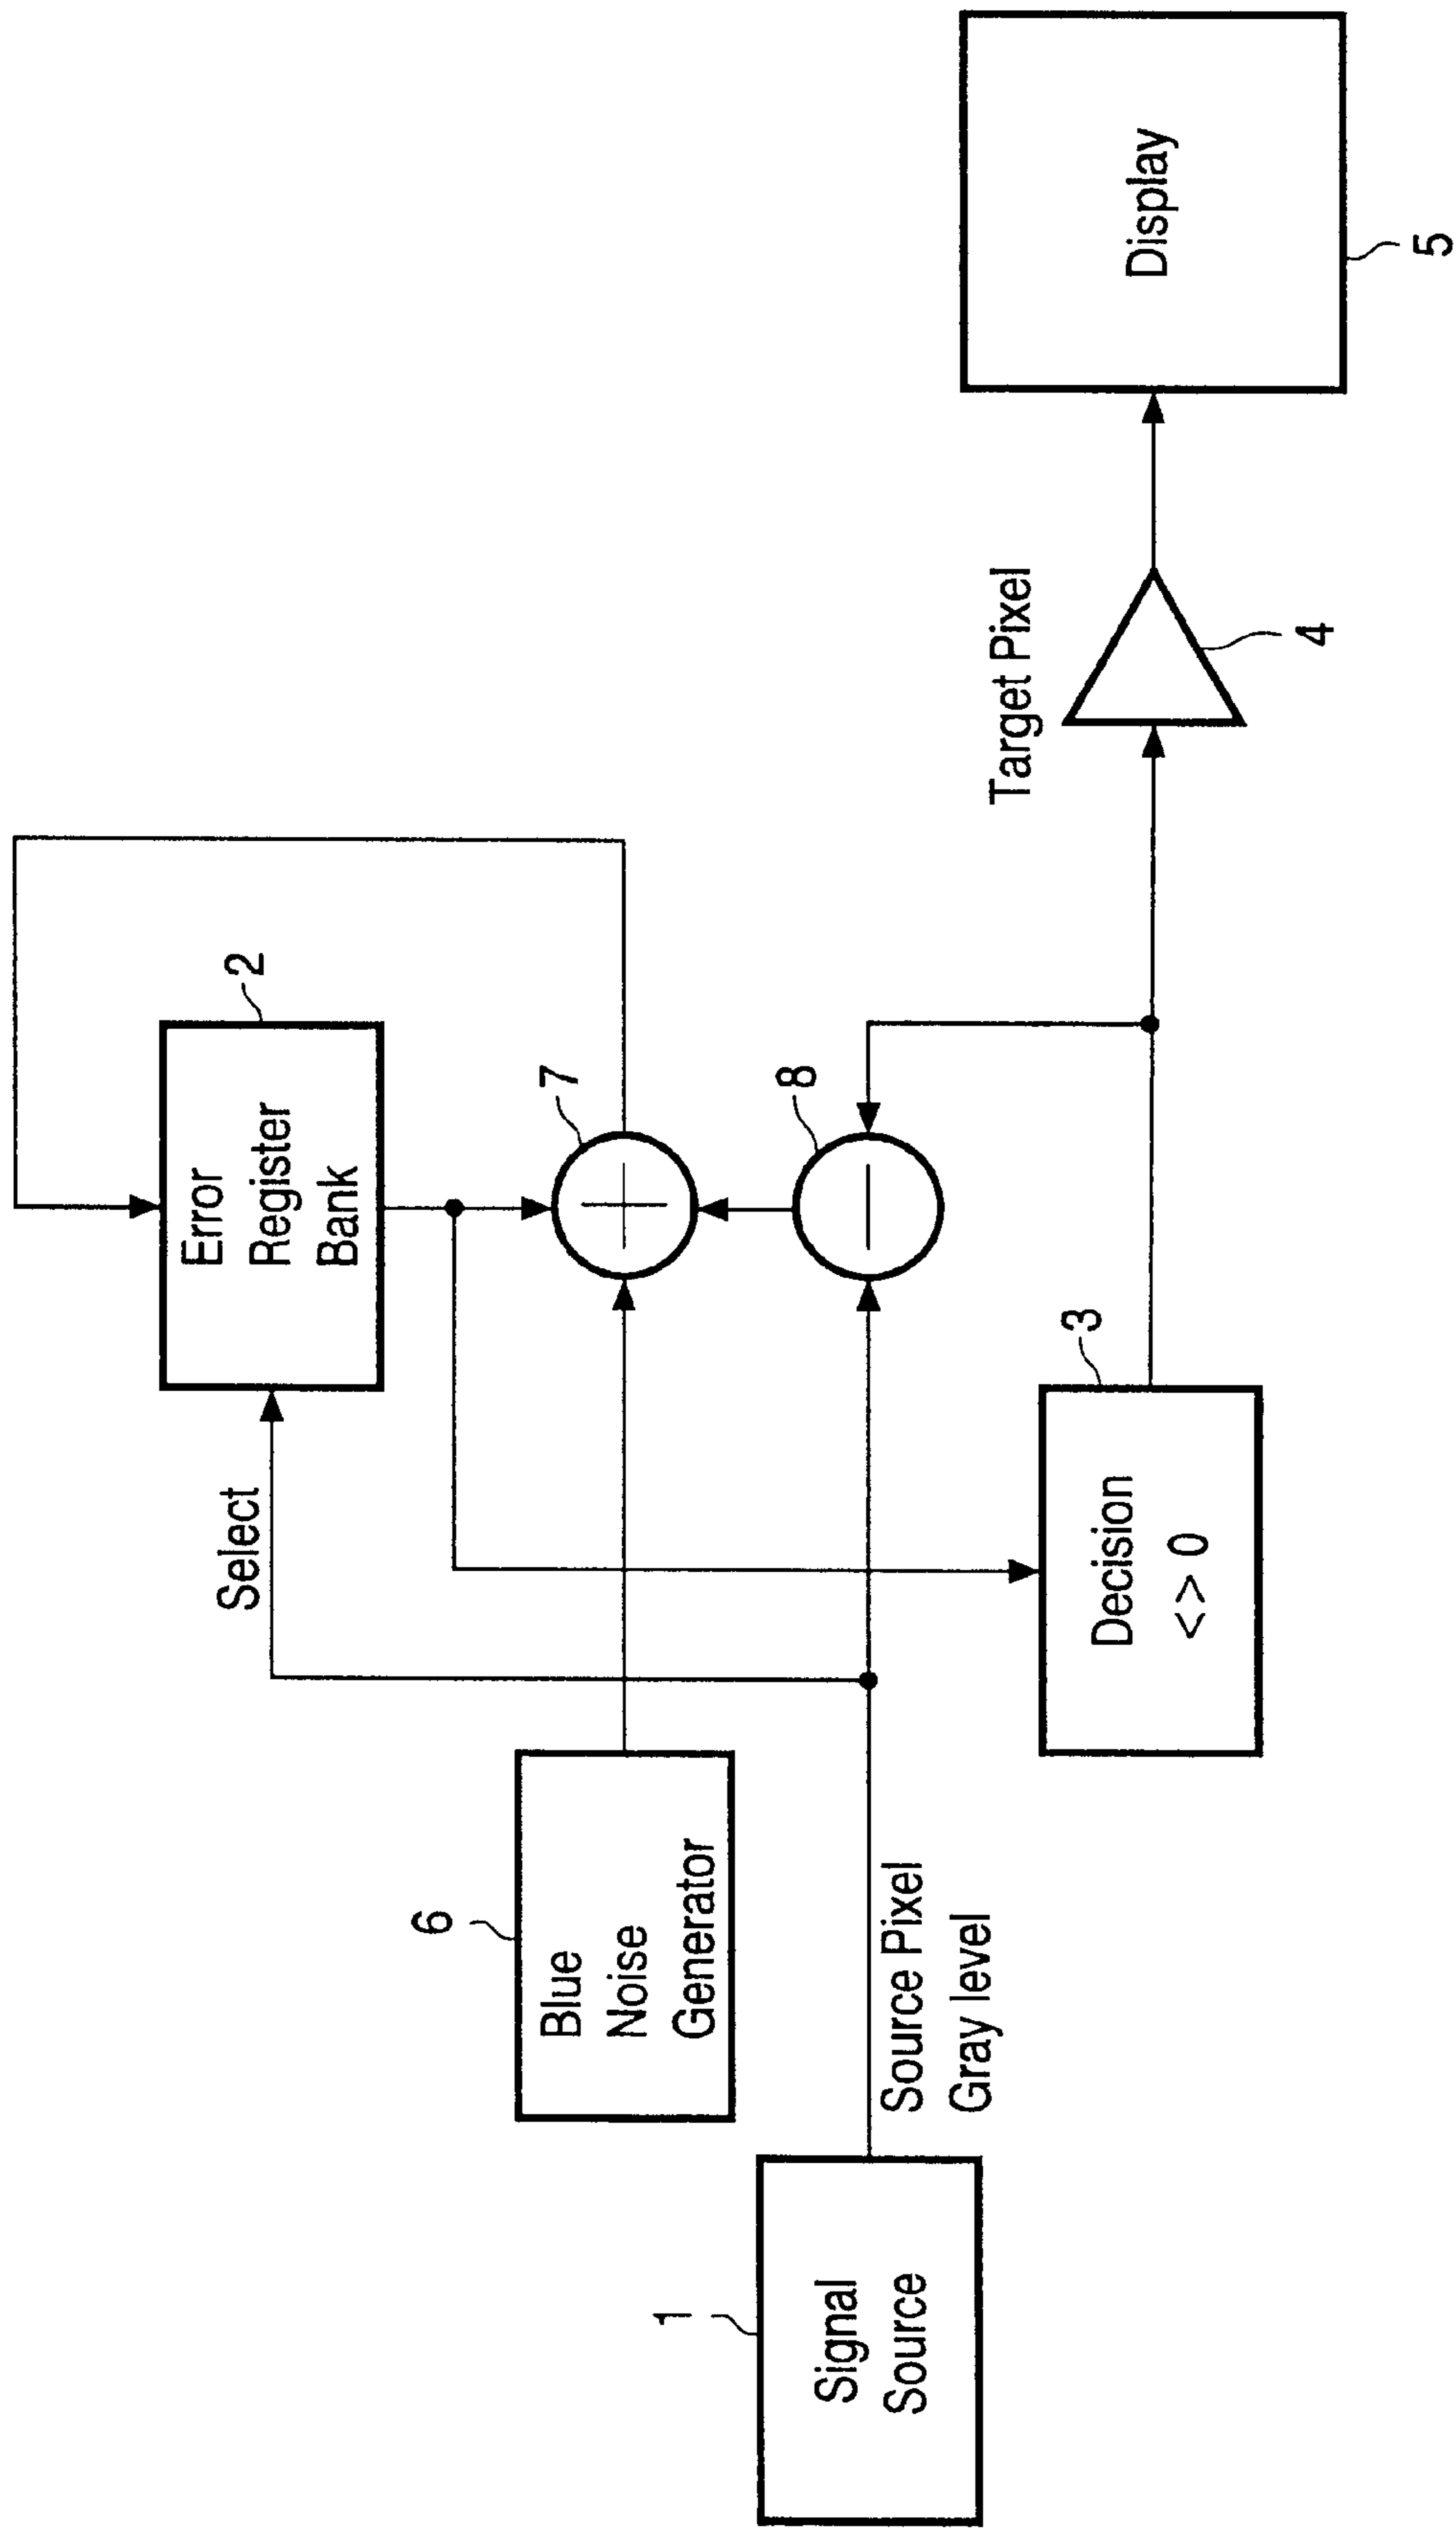 Error
Register
Bank
2
Select
6
Blue
Noise
Generator
7
1
Signal
Source
Source Pixel
Gray level
8
Decision
<> 0
3
Target Pixel
4
Display
5